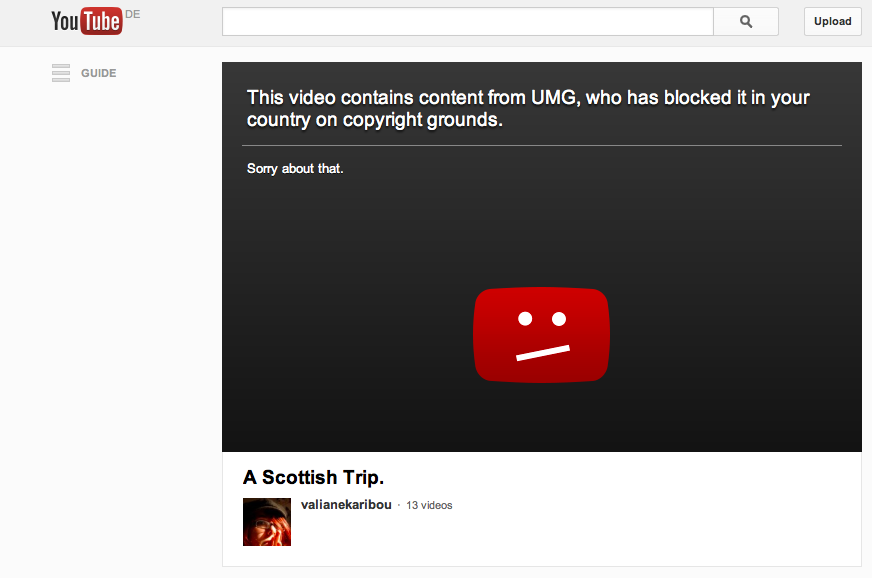 YouTube DE
Upload
GUIDE
This video contains content from UMG, who has blocked it in your
country on copyright grounds.
Sorry about that.
A Scottish Trip.
valianekaribou · 13 videos